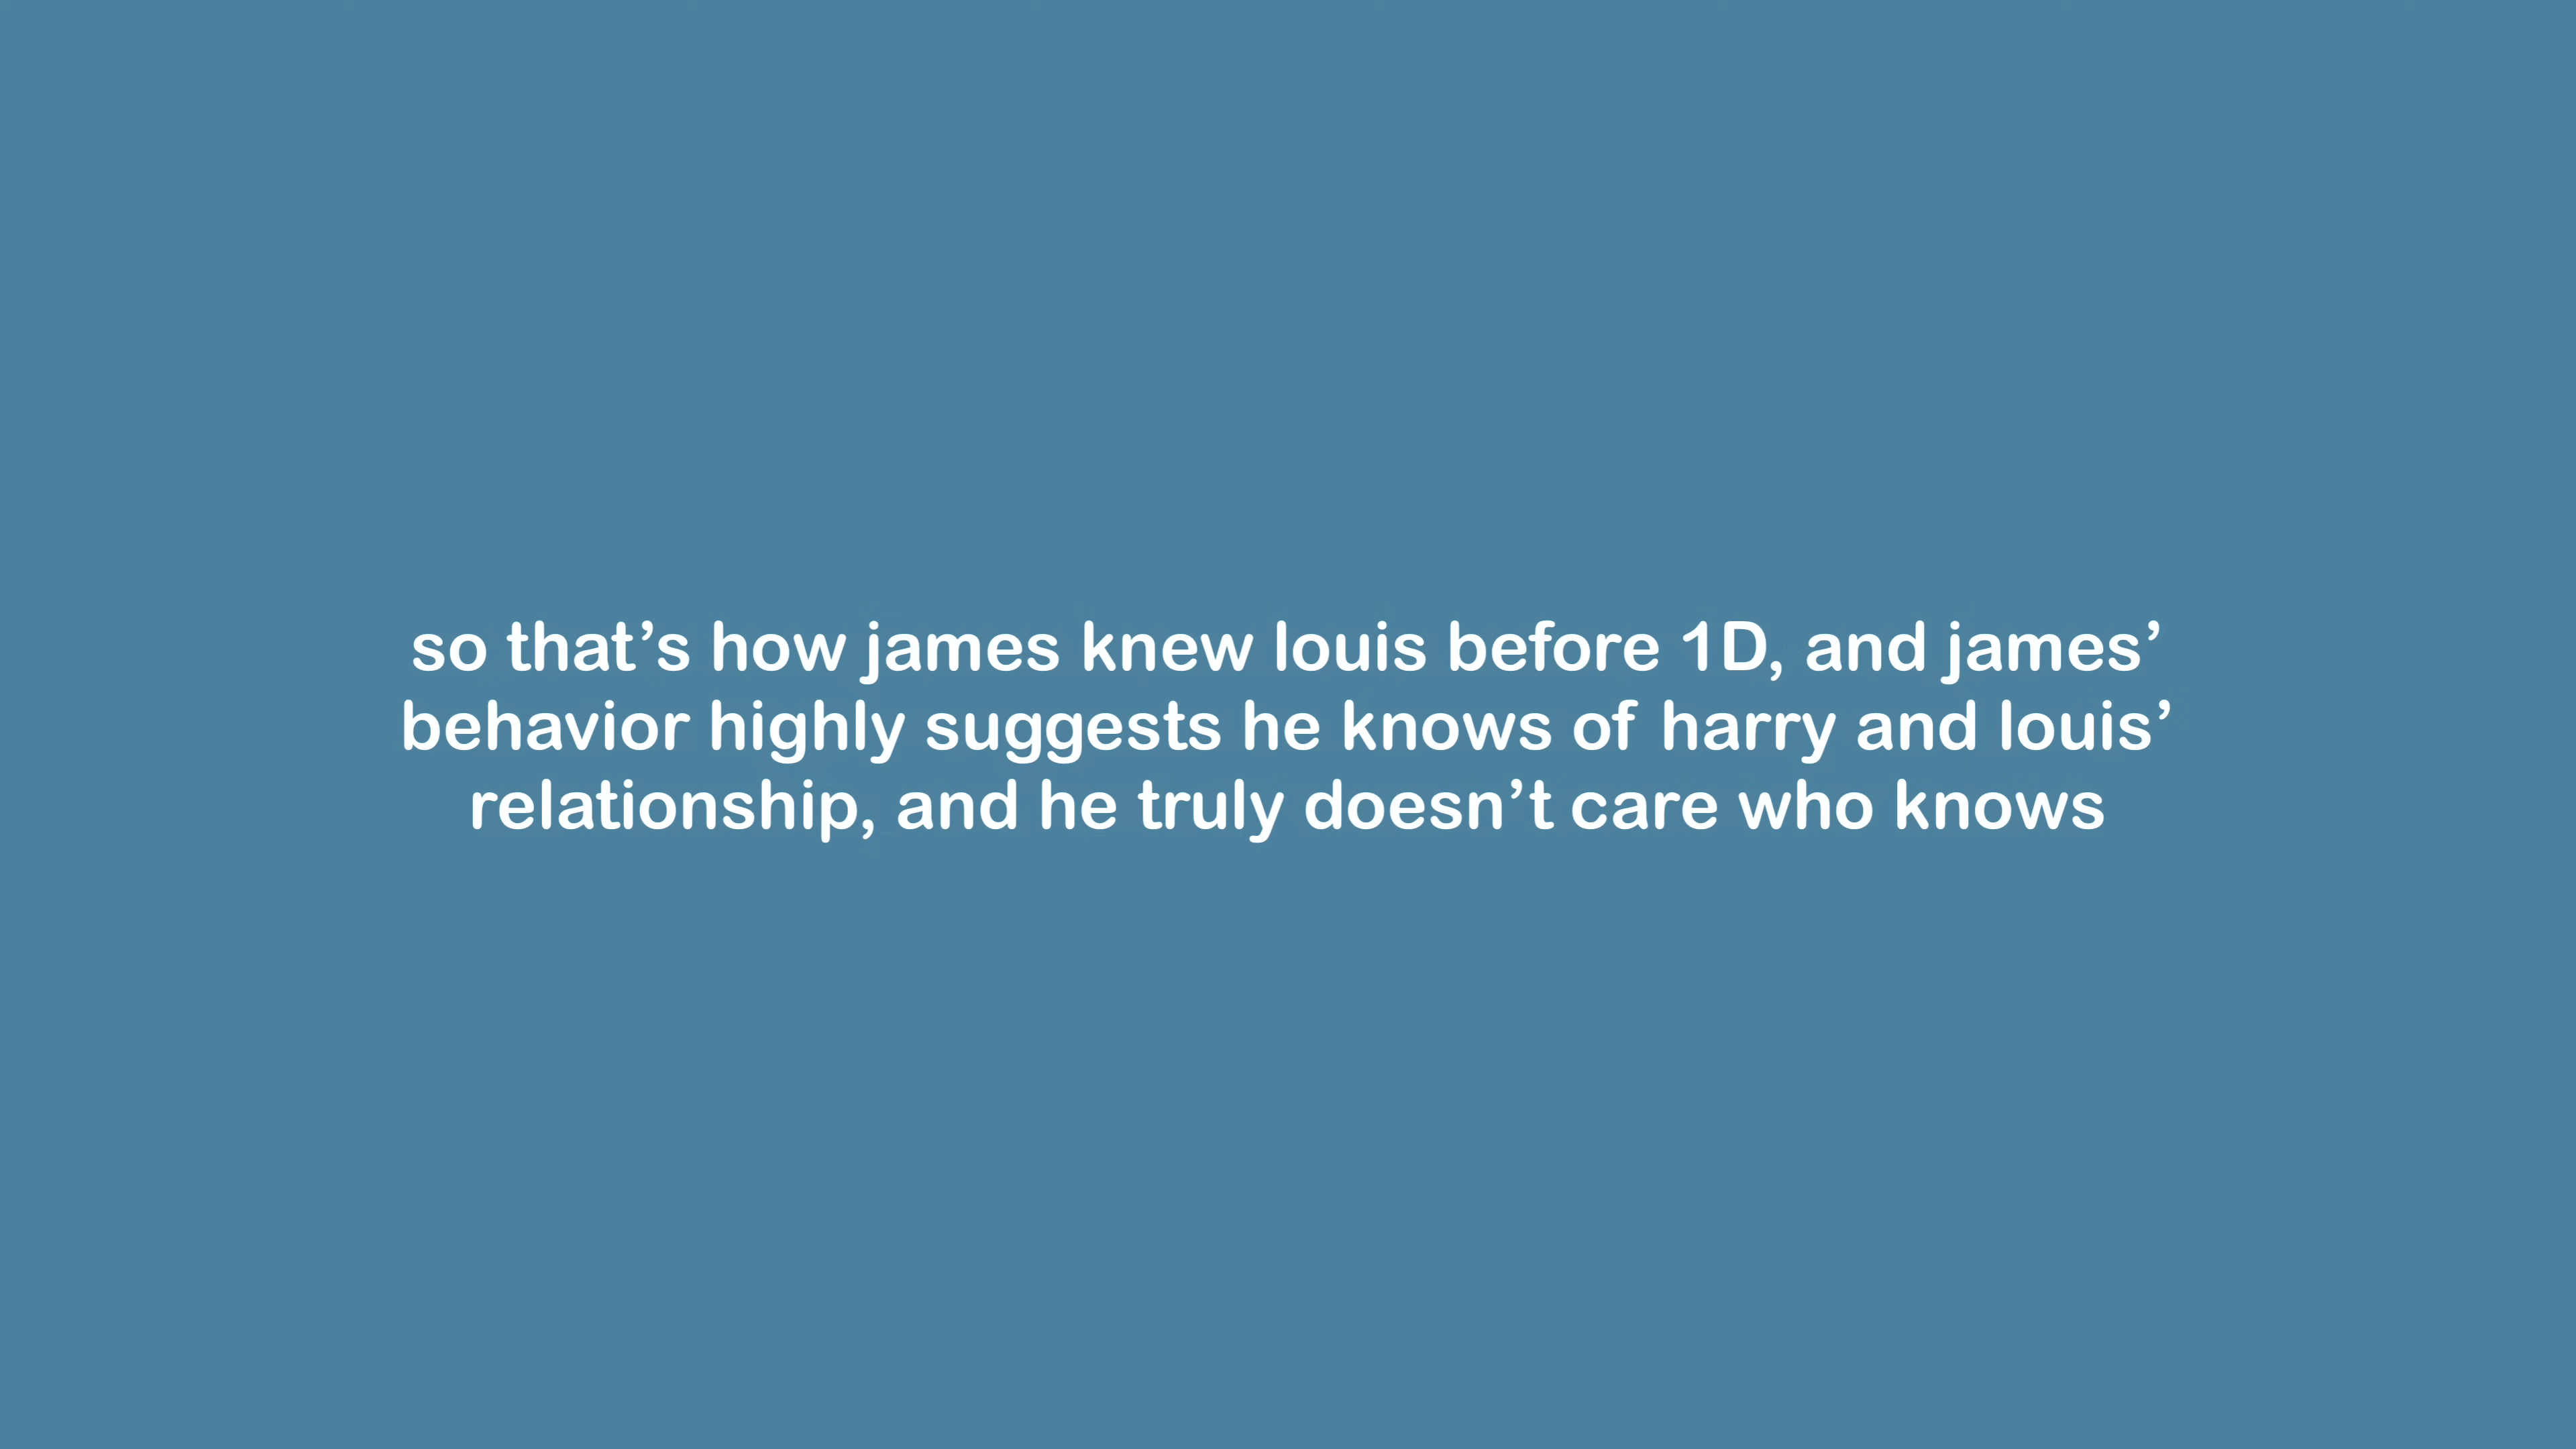 so that’s how james knew louis before 1D, and james’
behavior highly suggests he knows of harry and louis’
relationship, and he truly doesn’t care who knows